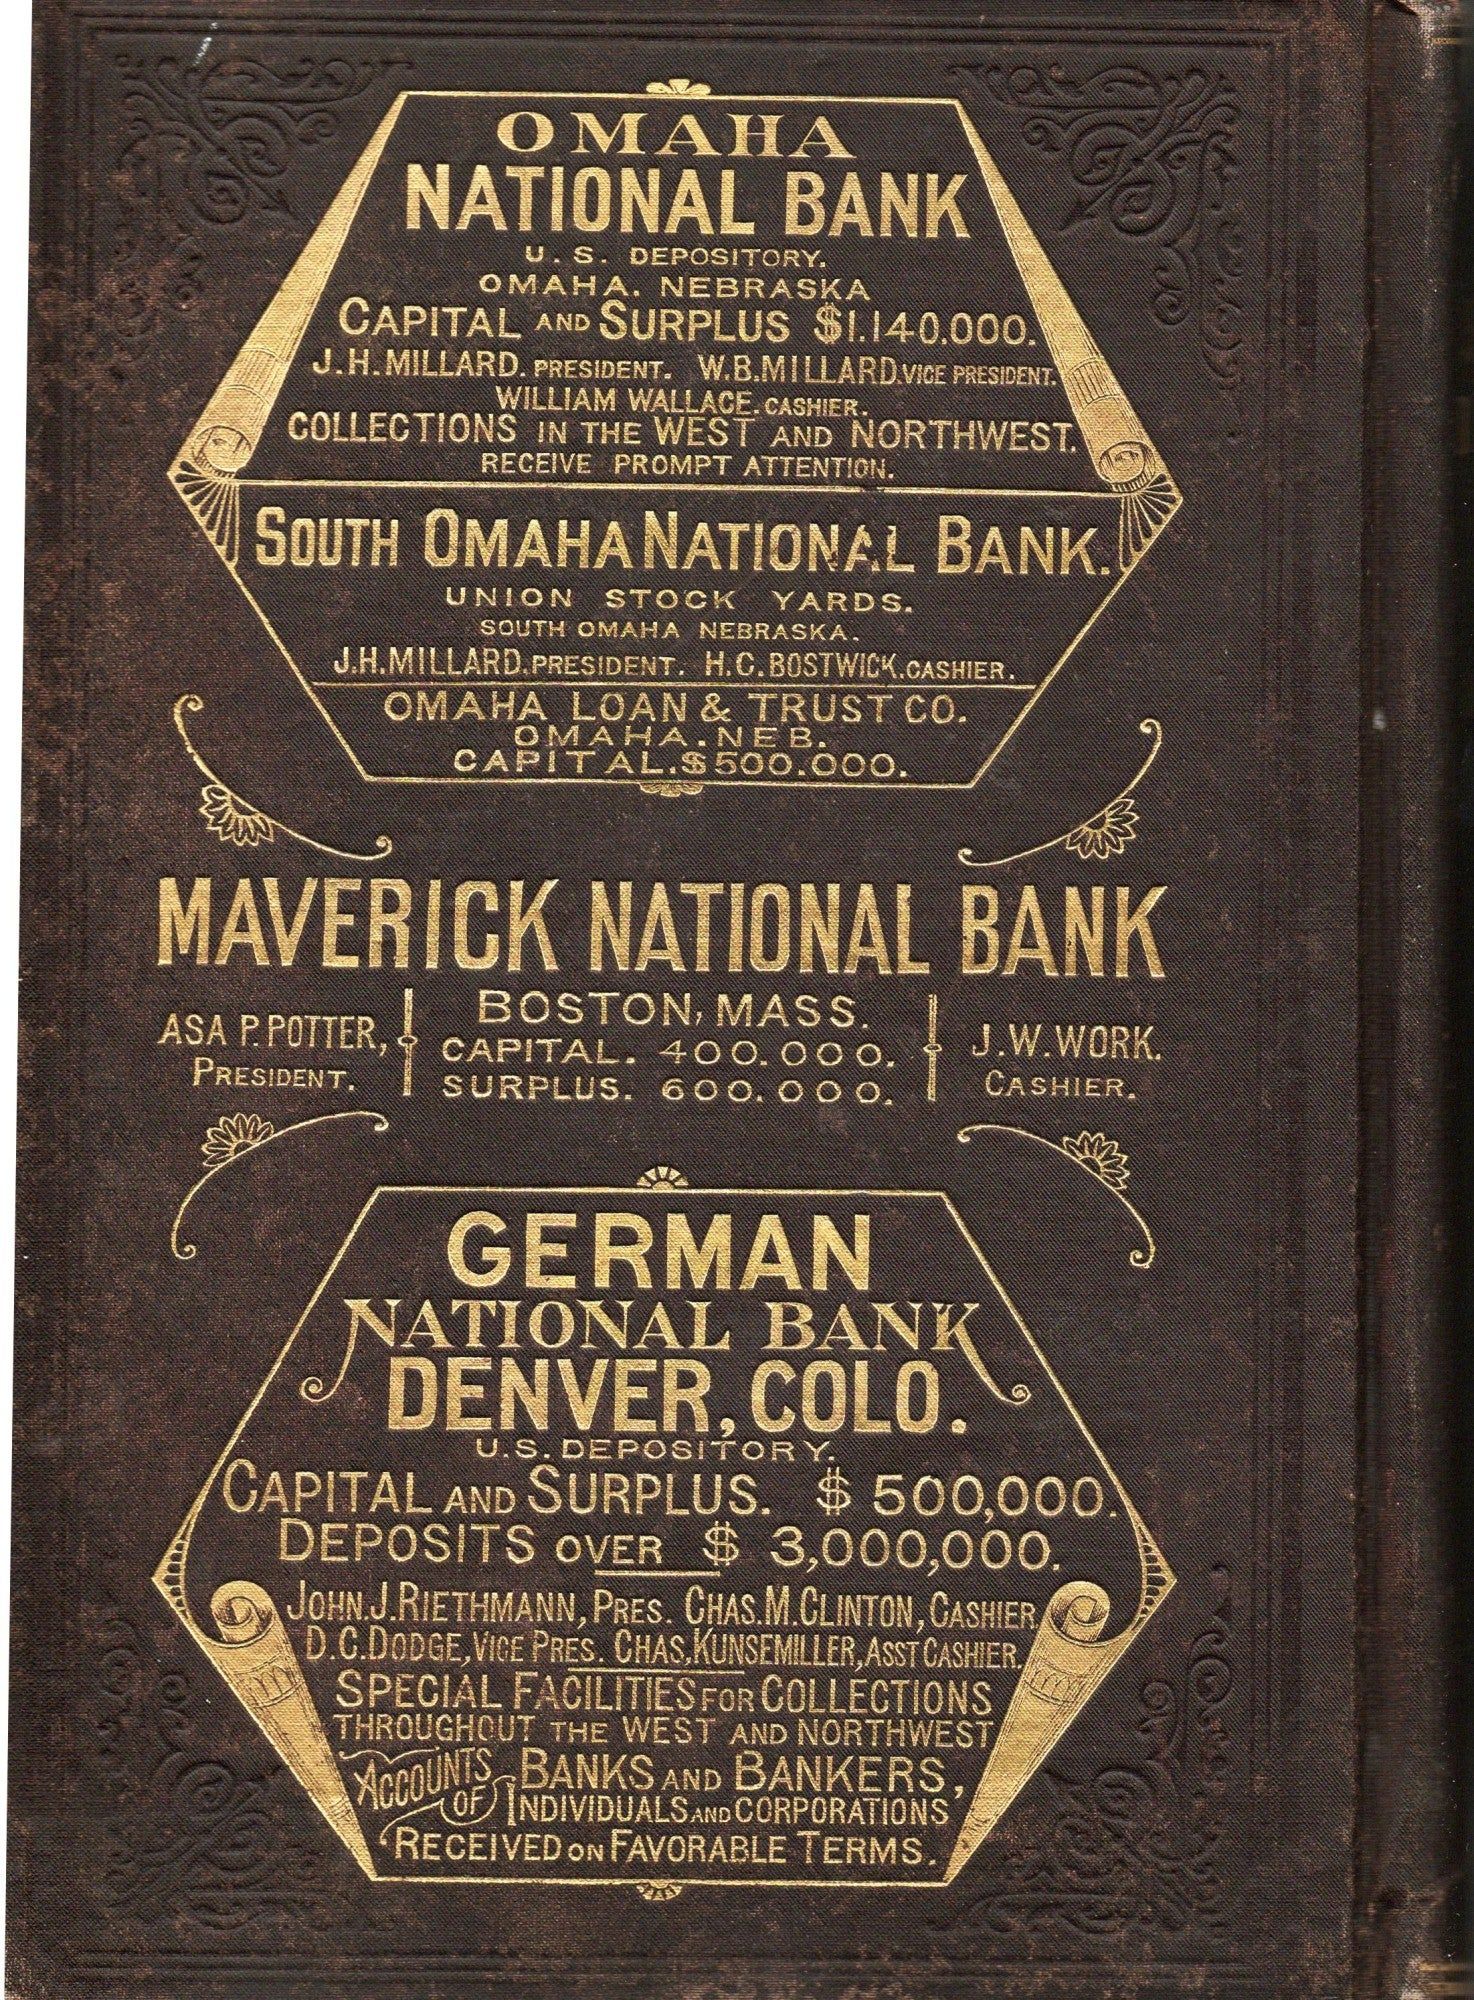 OMAHA
NATIONAL BANK
U.S. DEPOSITORY.
OMAHA. NEBRASKA
CAPITAL AND SURPLUS $1.140.000.
J.H. MILLARD. PRESIDENT. W.B. MILLARD. VICE PRESIDENT.
WILLIAM WALLACE. CASHIER.
COLLECTIONS IN THE WEST AND NORTHWEST.
RECEIVE PROMPT ATTENTION.
SOUTH OMAHA NATIONAL BANK.
UNION STOCK YARDS.
SOUTH OMAHA NEBRASKA.
J.H. MILLARD. PRESIDENT. H.C. BOSTWICK. CASHIER.
OMAHA LOAN & TRUST CO.
OMAHA. NEB.
CAPITAL. $500.000.
MAVERICK NATIONAL BANK
ASA P. POTTER,
PRESIDENT.
BOSTON, MASS.
CAPITAL. 400.000.
SURPLUS. 600.000.
J.W. WORK.
CASHIER.
GERMAN
NATIONAL BANK
DENVER, COLO.
U.S. DEPOSITORY.
CAPITAL AND SURPLUS. $ 500,000.
DEPOSITS OVER $ 3,000,000.
JOHN. J. RIETHMANN, PRES. CHAS. M. CLINTON, CASHIER
D.C. DODGE, VICE PRES. CHAS, KUNSEMILLER, ASST CASHIER.
SPECIAL FACILITIES FOR COLLECTIONS
THROUGHOUT THE WEST AND NORTHWEST
ACCOUNTS OF BANKS AND BANKERS,
INDIVIDUALS AND CORPORATIONS
RECEIVED ON FAVORABLE TERMS.